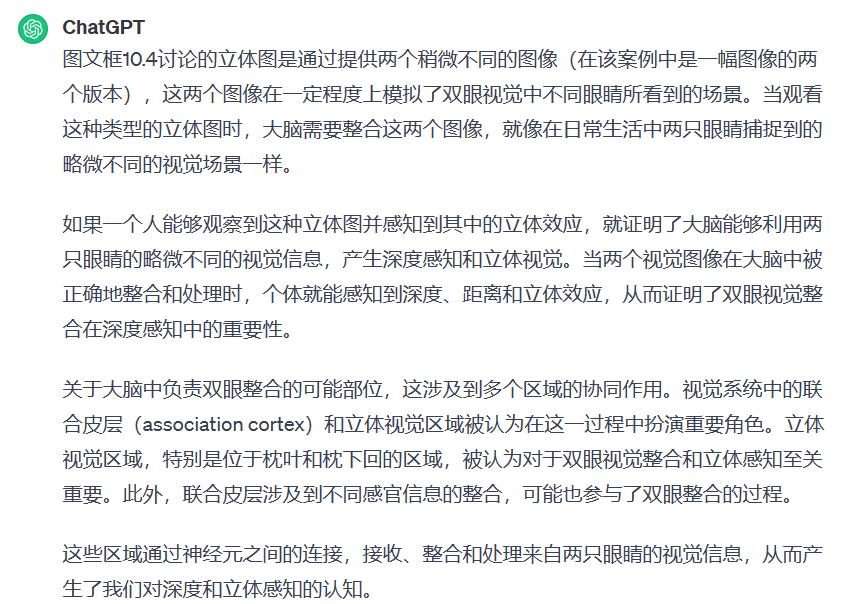 ChatGPT
图文框10.4讨论的立体图是通过提供两个稍微不同的图像（在该案例中是一幅图像的两
个版本），这两个图像在一定程度上模拟了双眼视觉中不同眼睛所看到的场景。当观看
这种类型的立体图时，大脑需要整合这两个图像，就像在日常生活中两只眼睛捕捉到的
略微不同的视觉场景一样。
如果一个人能够观察到这种立体图并感知到其中的立体效应，就证明了大脑能够利用两
只眼睛的略微不同的视觉信息，产生深度感知和立体视觉。当两个视觉图像在大脑中被
正确地整合和处理时，个体就能感知到深度、距离和立体效应，从而证明了双眼视觉整
合在深度感知中的重要性。
关于大脑中负责双眼整合的可能部位，这涉及到多个区域的协同作用。视觉系统中的联
合皮层（association cortex）和立体视觉区域被认为在这一过程中扮演重要角色。立体
视觉区域，特别是位于枕叶和枕下回的区域，被认为对于双眼视觉整合和立体感知至关
重要。此外，联合皮层涉及到不同感官信息的整合，可能也参与了双眼整合的过程。
这些区域通过神经元之间的连接，接收、整合和处理来自两只眼睛的视觉信息，从而产
生了我们对深度和立体感知的认知。